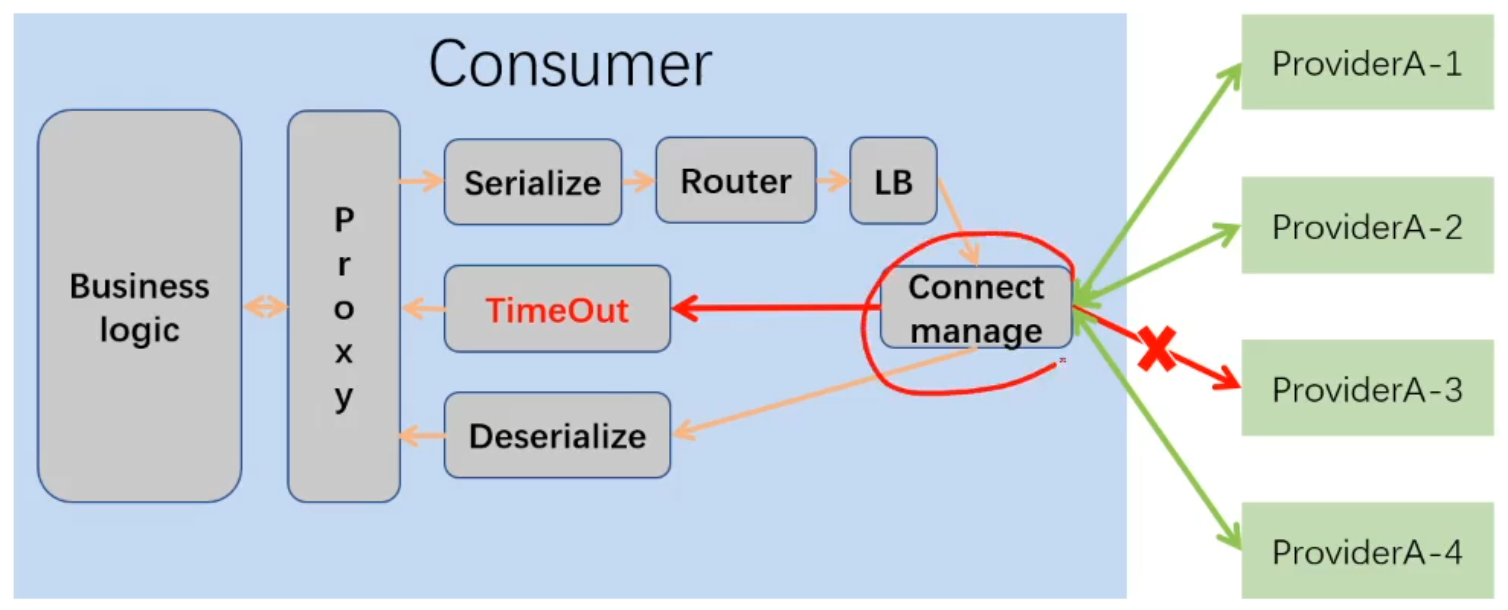 Consumer
Business
logic
P
r
o
x
y
Serialize
Router
LB
TimeOut
Connect
manage
Deserialize
ProviderA-1
ProviderA-2
ProviderA-3
ProviderA-4